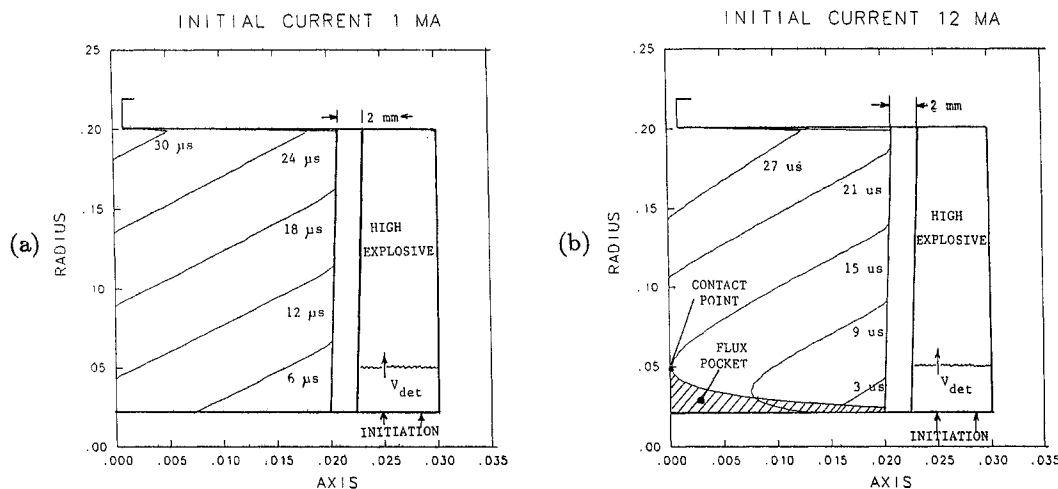 INITIAL CURRENT 1 MA
.25
.20
.15
.10
.05
.00
RADIUS
(a)
2 mm
30 μs
24 μs
18 μs
12 μs
6 μs
HIGH
EXPLOSIVE
Vdet
INITIATION
.000 .005 .010 .015 .020 .025 .030 .035
AXIS
INITIAL CURRENT 12 MA
.25
.20
.15
.10
.05
.00
RADIUS
(b)
2 mm
27 us
21 us
15 us
9 us
3 us
CONTACT
POINT
FLUX
POCKET
HIGH
EXPLOSIVE
Vdet
INITIATION
.000 .005 .010 .015 .020 .025 .030 .035
AXIS